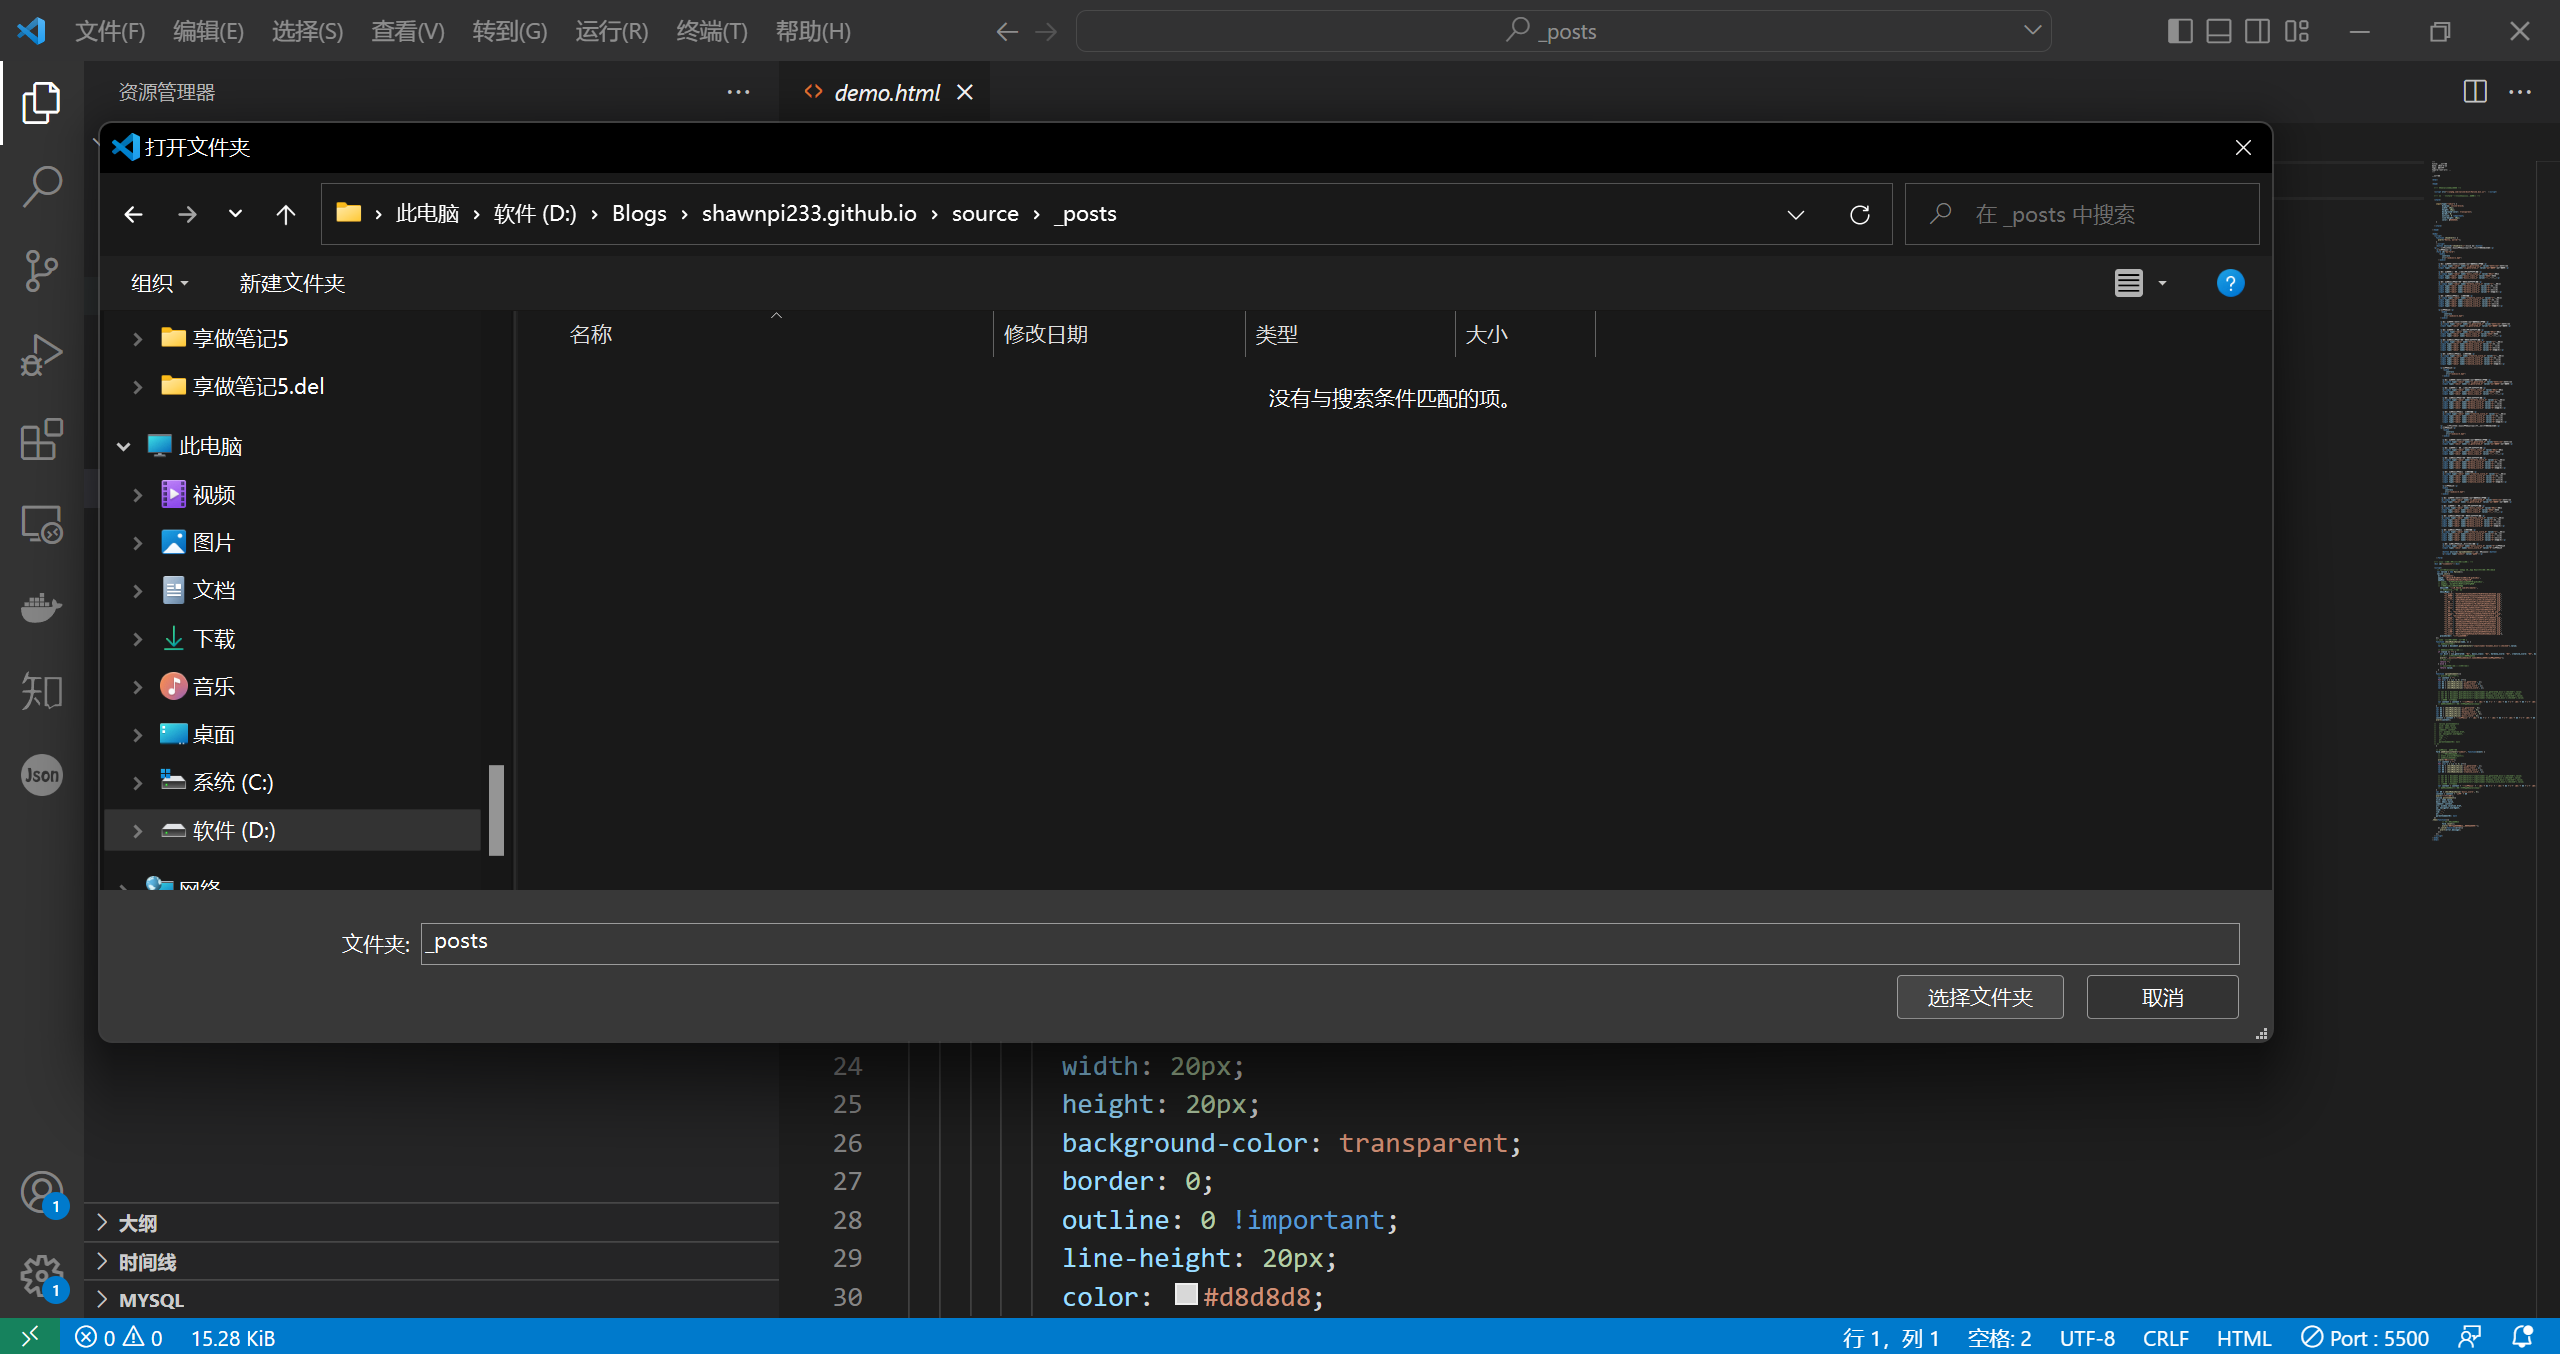 文件(F) 编辑(E) 选择(S) 查看(V) 转到(G) 运行(R) 终端(T) 帮助(H) _posts
资源管理器 demo.html
打开文件夹
此电脑 › 软件 (D:) › Blogs › shawnpi233.github.io › source › _posts 在 _posts 中搜索
组织 新建文件夹
名称 修改日期 类型 大小
没有与搜索条件匹配的项。
享做笔记5
享做笔记5.del
此电脑
视频
图片
文档
下载
音乐
桌面
系统 (C:)
软件 (D:)
网络
知
Json
文件夹: _posts
选择文件夹 取消
24 width: 20px;
25 height: 20px;
26 background-color: transparent;
27 border: 0;
28 outline: 0 !important;
29 line-height: 20px;
30 color: #d8d8d8;
1
1
大纲
时间线
MYSQL
0 0 15.28 KiB 行 1，列 1 空格: 2 UTF-8 CRLF HTML Port : 5500